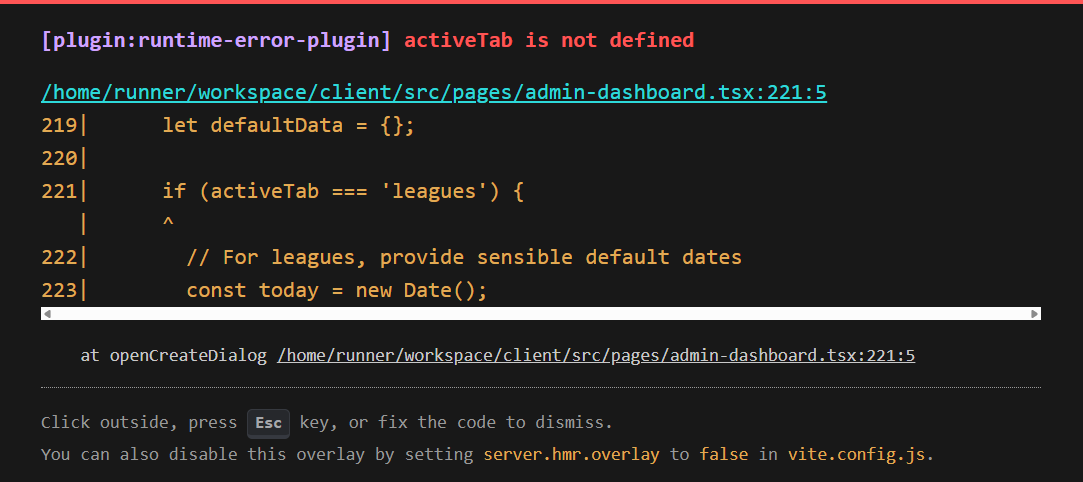 [plugin:runtime-error-plugin] activeTab is not defined
/home/runner/workspace/client/src/pages/admin-dashboard.tsx:221:5
219|      let defaultData = {};
220|
221|      if (activeTab === 'leagues') {
   |      ^
222|        // For leagues, provide sensible default dates
223|        const today = new Date();
at openCreateDialog /home/runner/workspace/client/src/pages/admin-dashboard.tsx:221:5
Click outside, press Esc key, or fix the code to dismiss.
You can also disable this overlay by setting server.hmr.overlay to false in vite.config.js.